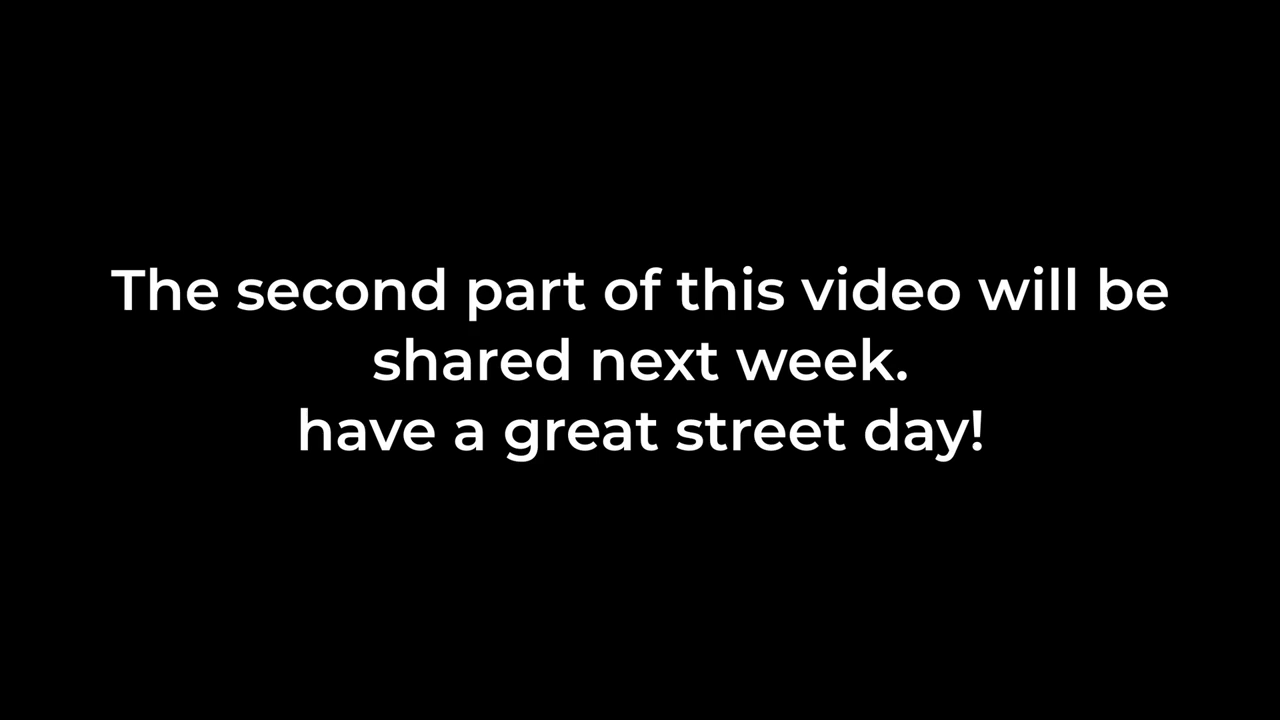 The second part of this video will be
shared next week.
have a great street day!